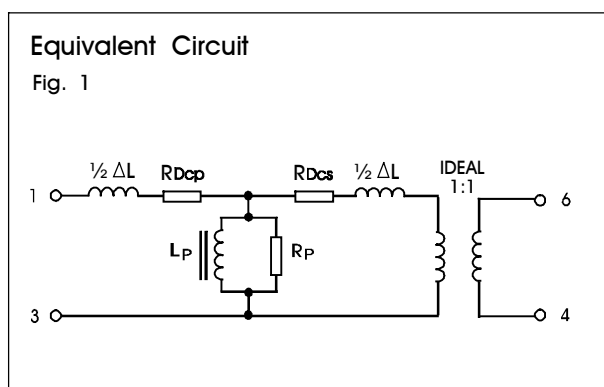 Equivalent Circuit
Fig. 1
½ ΔL
RDcp
RDcs
½ ΔL
IDEAL
1:1
1
6
LP
RP
3
4